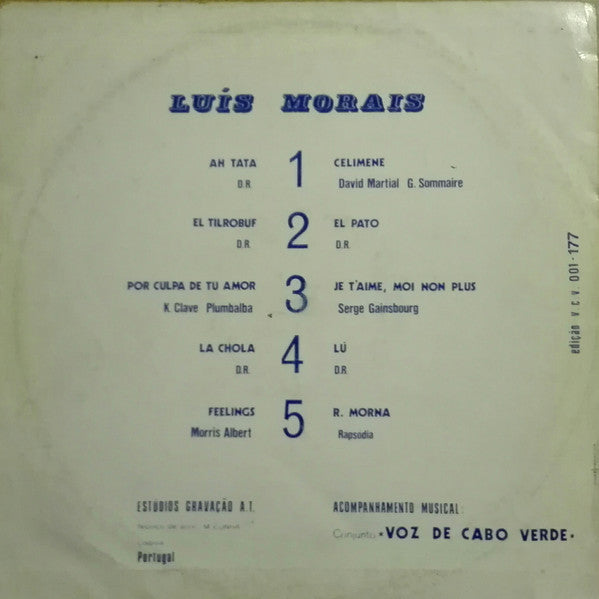 LUÍS MORAIS
AH TATA 1 CELIMENE
D.R. David Martial G. Sommaire
EL TILROBUF 2 EL PATO
D.R. D.R.
POR CULPA DE TU AMOR 3 JE T'AIME, MOI NON PLUS
K Clave Plumbalba Serge Gainsbourg
LA CHOLA 4 LÚ
D.R. D.R.
FEELINGS 5 R. MORNA
Morris Albert Rapsódia
edição V C V 001-177
ESTÚDIOS GRAVAÇÃO A.T.
Portugal
ACOMPANHAMENTO MUSICAL:
Conjunto «VOZ DE CABO VERDE»